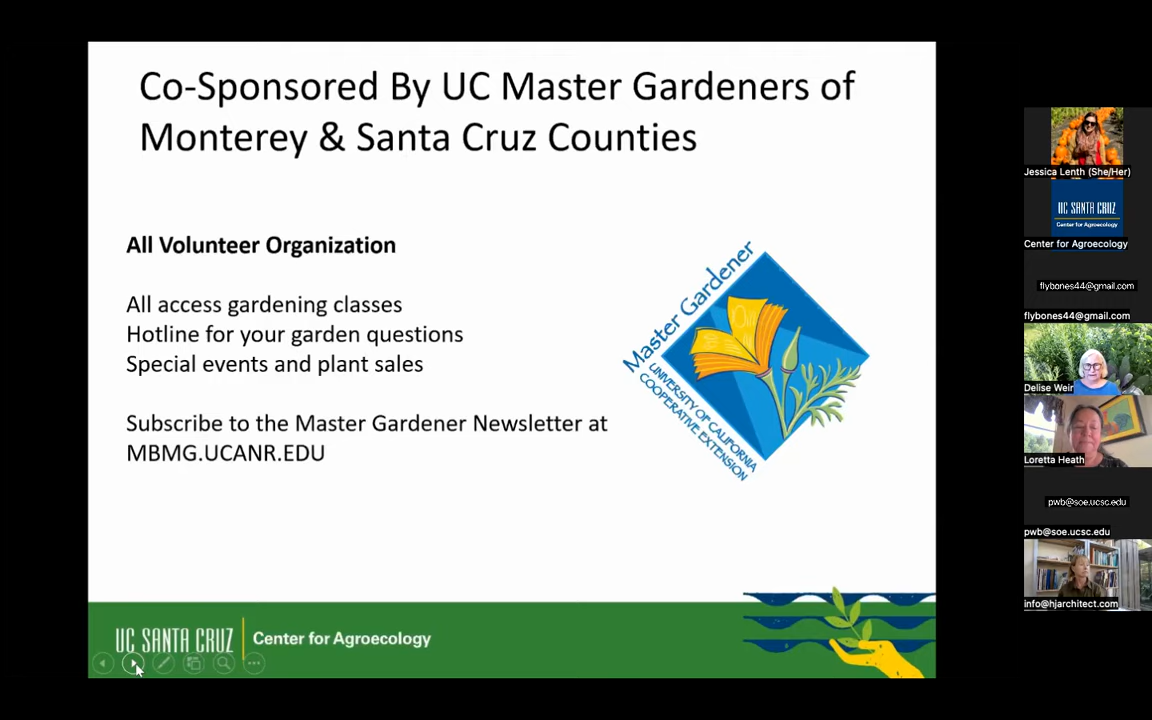 Co-Sponsored By UC Master Gardeners of
Monterey & Santa Cruz Counties
All Volunteer Organization
All access gardening classes
Hotline for your garden questions
Special events and plant sales
Subscribe to the Master Gardener Newsletter at
MBMG.UCANR.EDU
Master Gardener
UNIVERSITY OF CALIFORNIA
COOPERATIVE EXTENSION
UC SANTA CRUZ
Center for Agroecology
Jessica Lenth (She/Her)
UC SANTA CRUZ
Center for Agroecology
Center for Agroecology
flybones44@gmail.com
flybones44@gmail.com
Delise Weir
Loretta Heath
pwb@soe.ucsc.edu
pwb@soe.ucsc.edu
info@hjarchitect.com